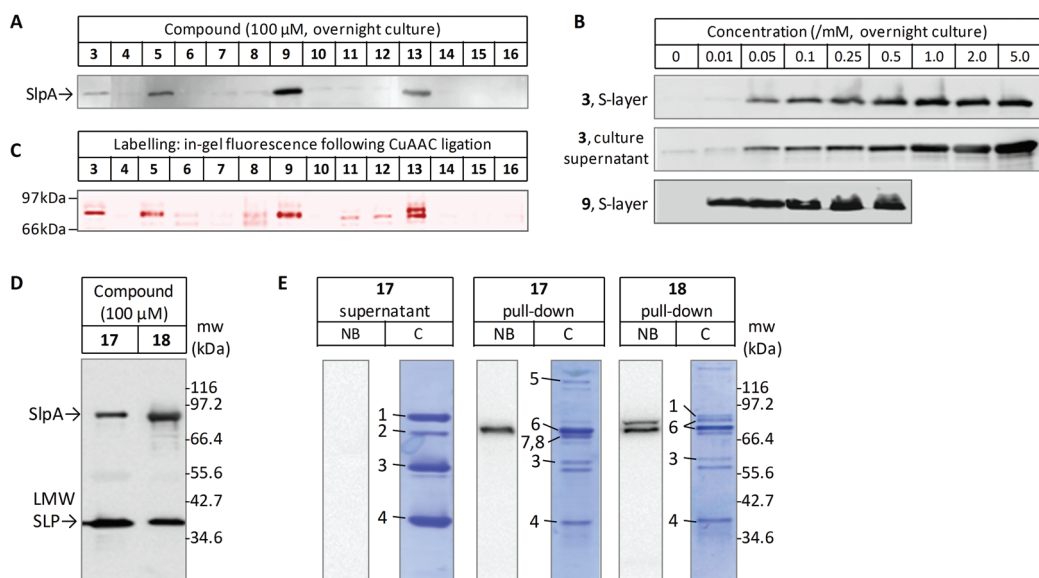 A
Compound (100 µM, overnight culture)
3 4 5 6 7 8 9 10 11 12 13 14 15 16
SlpA→
B
Concentration (/mM, overnight culture)
0 0.01 0.05 0.1 0.25 0.5 1.0 2.0 5.0
3, S-layer
3, culture
supernatant
9, S-layer
C
Labelling: in-gel fluorescence following CuAAC ligation
3 4 5 6 7 8 9 10 11 12 13 14 15 16
97kDa
66kDa
D
Compound
(100 µM)
17 18
mw
(kDa)
SlpA→
LMW
SLP→
-116
-97.2
-66.4
-55.6
-42.7
-34.6
E
17
supernatant
NB C
1
2
3
4
17
pull-down
NB C
5
6
7,8
3
4
18
pull-down
NB C
1
6
3
4
mw
(kDa)
-116
-97.2
-66.4
-55.6
-42.7
-34.6